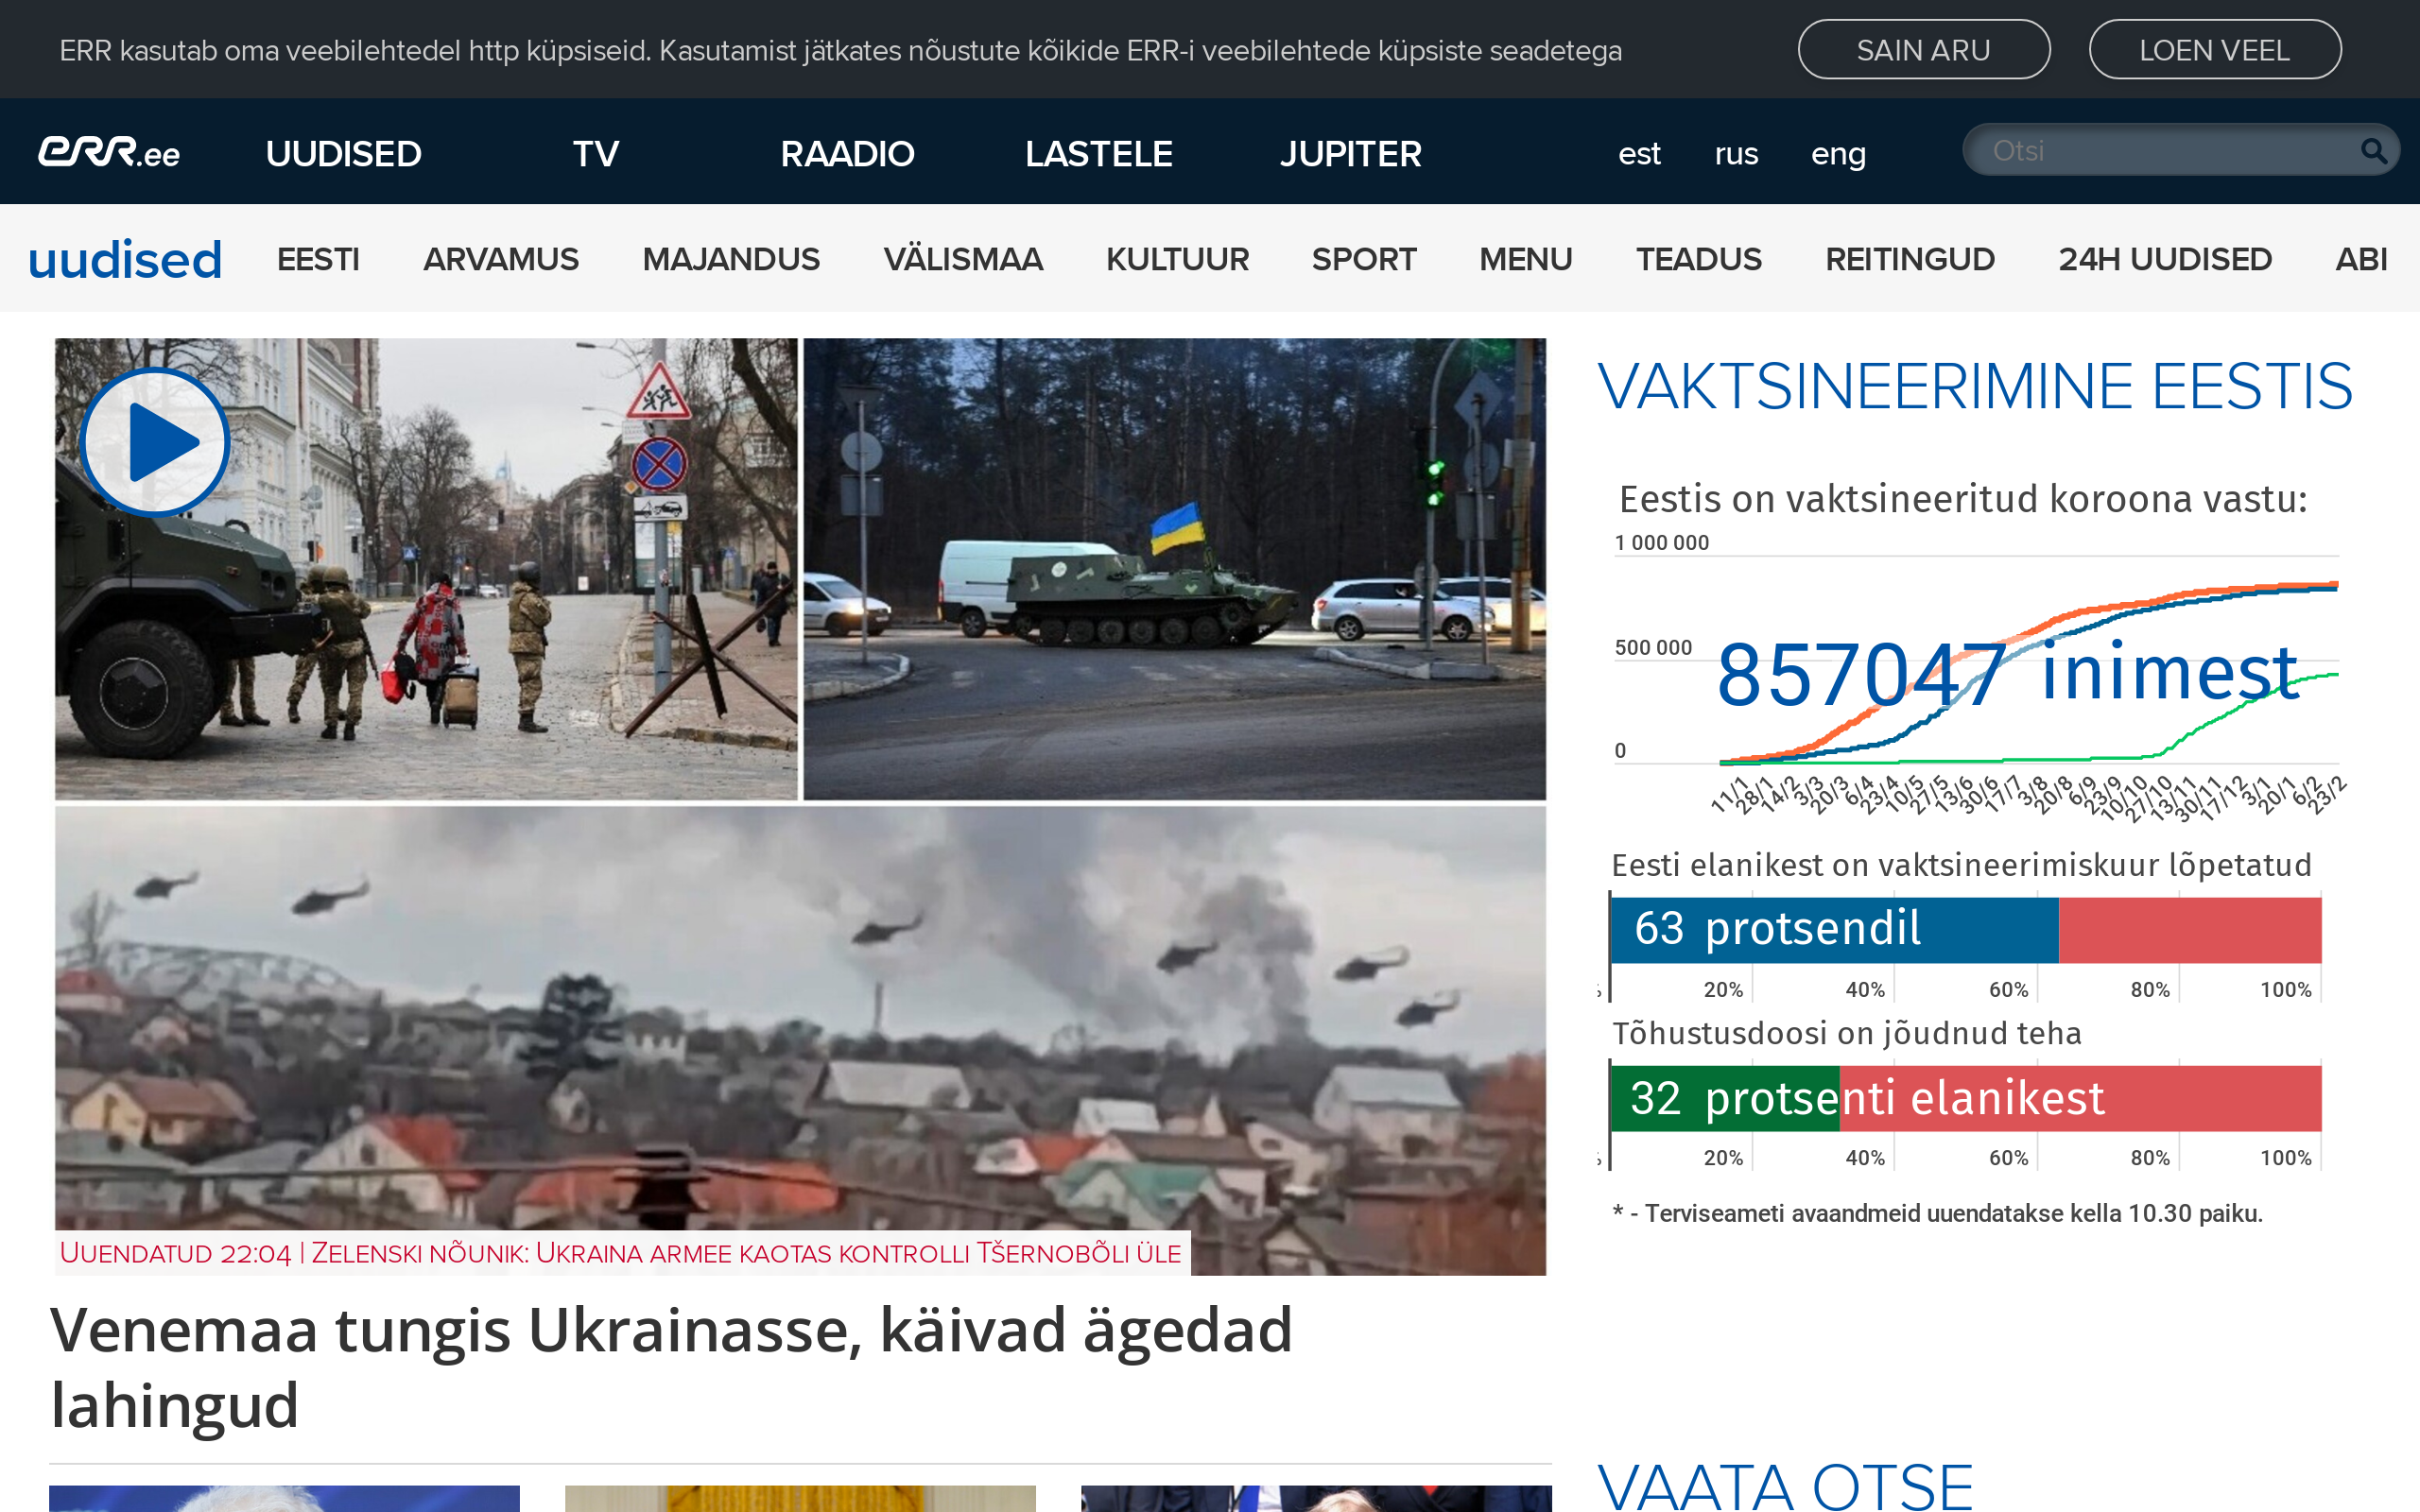 ERR kasutab oma veebilehtedel http küpsiseid. Kasutamist jätkates nõustute kõikide ERR-i veebilehtede küpsiste seadetega
SAIN ARU
LOEN VEEL
err.ee
UUDISED
TV
RAADIO
LASTELE
JUPITER
est
rus
eng
Otsi
uudised
EESTI
ARVAMUS
MAJANDUS
VÄLISMAA
KULTUUR
SPORT
MENU
TEADUS
REITINGUD
24H UUDISED
ABI
UUENDATUD 22:04 | ZELENSKI NÕUNIK: UKRAINA ARMEE KAOTAS KONTROLLI TŠERNOBÕLI ÜLE
Venemaa tungis Ukrainasse, käivad ägedad
lahingud
VAKTSINEERIMINE EESTIS
Eestis on vaktsineeritud koroona vastu:
1 000 000
500 000
0
857047 inimest
11/1 28/1 14/2 3/3 20/3 6/4 23/4 10/5 27/5 13/6 30/6 17/7 3/8 20/8 6/9 23/9 10/10 27/10 13/11 30/11 17/12 3/1 20/1 6/2 23/2
Eesti elanikest on vaktsineerimiskuur lõpetatud
63 protsendil
20% 40% 60% 80% 100%
Tõhustusdoosi on jõudnud teha
32 protsenti elanikest
20% 40% 60% 80% 100%
* - Terviseameti avaandmeid uuendatakse kella 10.30 paiku.
VAATA OTSE